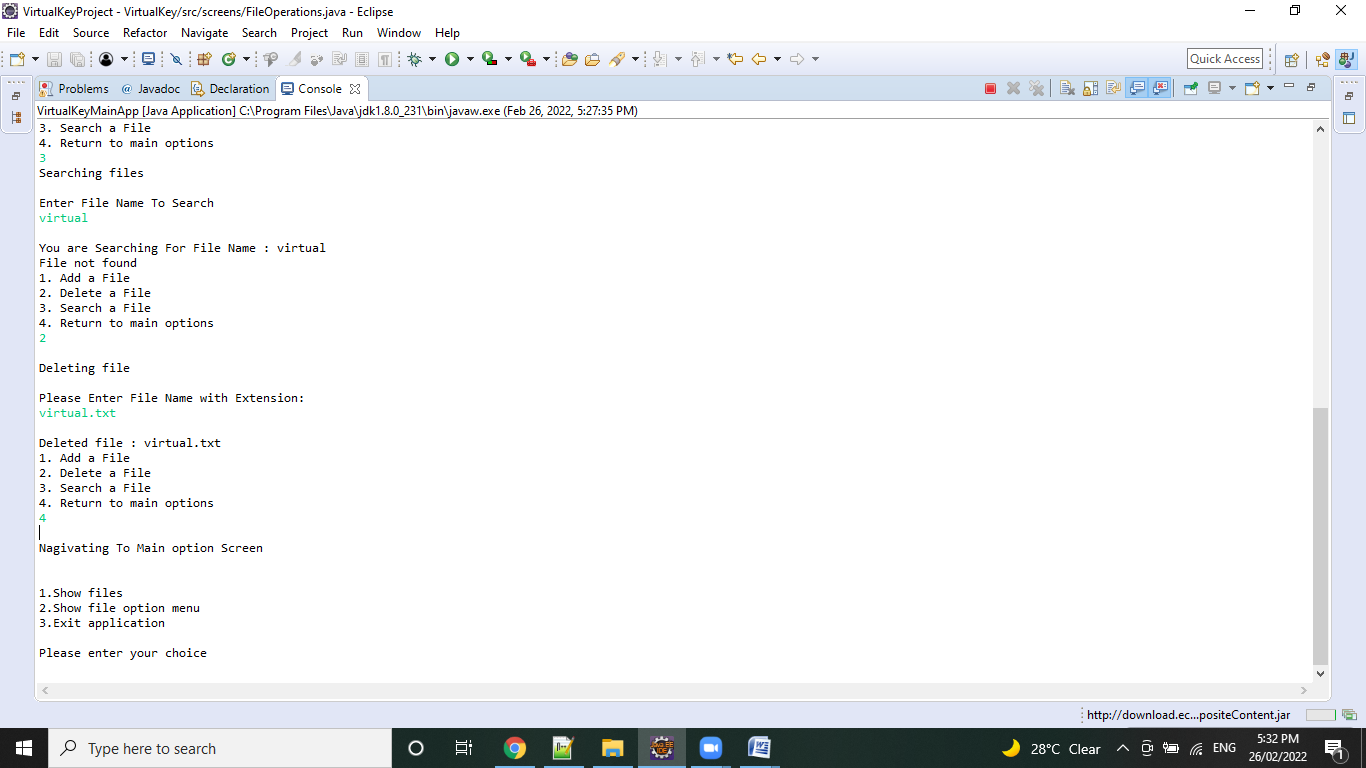 VirtualKeyProject - VirtualKey/src/screens/FileOperations.java - Eclipse
File Edit Source Refactor Navigate Search Project Run Window Help
Quick Access
Problems @ Javadoc Declaration Console
VirtualKeyMainApp [Java Application] C:\Program Files\Java\jdk1.8.0_231\bin\javaw.exe (Feb 26, 2022, 5:27:35 PM)
3. Search a File
4. Return to main options
3
Searching files
Enter File Name To Search
virtual
You are Searching For File Name : virtual
File not found
1. Add a File
2. Delete a File
3. Search a File
4. Return to main options
2
Deleting file
Please Enter File Name with Extension:
virtual.txt
Deleted file : virtual.txt
1. Add a File
2. Delete a File
3. Search a File
4. Return to main options
4
Nagivating To Main option Screen
1.Show files
2.Show file option menu
3.Exit application
Please enter your choice
http://download.ec...positeContent.jar
Type here to search
28°C Clear
ENG
5:32 PM
26/02/2022
1